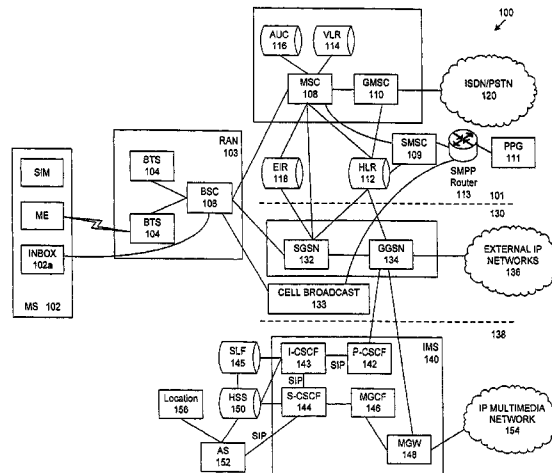 100
AUC
116
VLR
114
MSC
108
GMSC
110
ISDN/PSTN
120
RAN
103
BTS
104
BTS
104
BSC
106
SIM
ME
INBOX
102a
MS 102
EIR
118
HLR
112
SMSC
109
SMPP
Router
113
PPG
111
101
130
SGSN
132
GGSN
134
EXTERNAL IP
NETWORKS
136
CELL BROADCAST
133
138
IMS
140
SLF
145
I-CSCF
143
SIP
P-CSCF
142
SIP
HSS
150
S-CSCF
144
MGCF
146
Location
156
AS
152
SIP
MGW
148
IP MULTIMEDIA
NETWORK
154